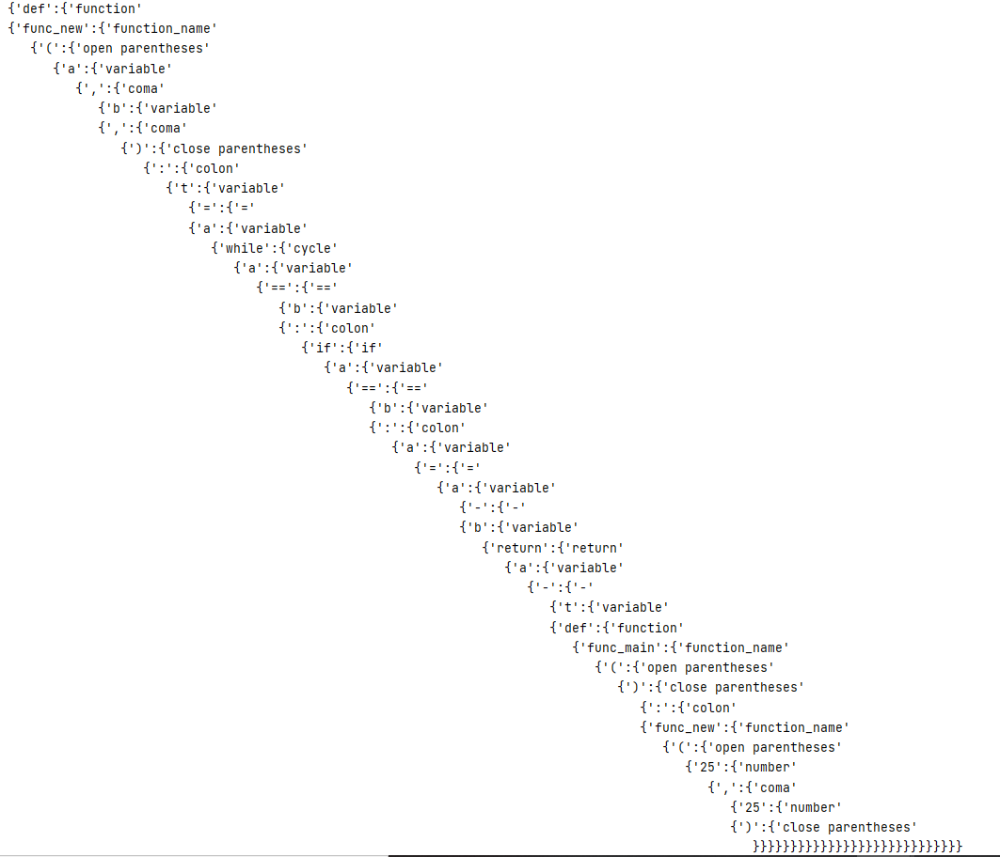 {'def':{'function'
{'func_new':{'function_name'
{'(':{'open parentheses'
{'a':{'variable'
{',':{'coma'
{'b':{'variable'
{',':{'coma'
{')':{'close parentheses'
{':':{'colon'
{'t':{'variable'
{'=':{'='
{'a':{'variable'
{'while':{'cycle'
{'a':{'variable'
{'==':{'=='
{'b':{'variable'
{':':{'colon'
{'if':{'if'
{'a':{'variable'
{'==':{'=='
{'b':{'variable'
{':':{'colon'
{'a':{'variable'
{'=':{'='
{'a':{'variable'
{'-':{'-'
{'b':{'variable'
{'return':{'return'
{'a':{'variable'
{'-':{'-'
{'t':{'variable'
{'def':{'function'
{'func_main':{'function_name'
{'(':{'open parentheses'
{')':{'close parentheses'
{':':{'colon'
{'func_new':{'function_name'
{'(':{'open parentheses'
{'25':{'number'
{',':{'coma'
{'25':{'number'
{')':{'close parentheses'
}}}}}}}}}}}}}}}}}}}}}}}}}}}}